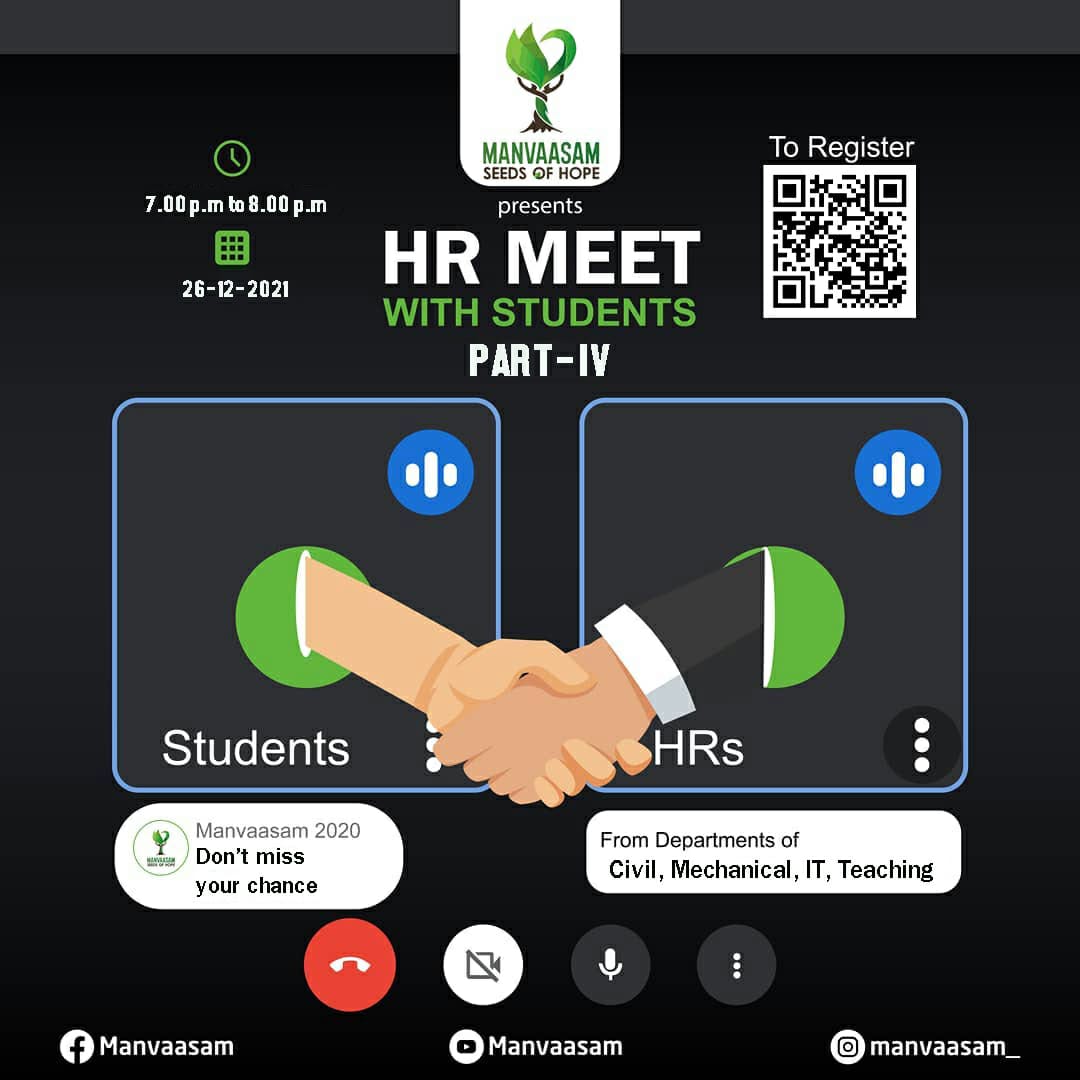 MANVAASAM
SEEDS OF HOPE
presents
HR MEET
WITH STUDENTS
PART-IV
7.00 p.m to 8.00 p.m
26-12-2021
To Register
Students
HRs
Manvaasam 2020
Don't miss
your chance
MANVAASAM
SEEDS OF HOPE
From Departments of
Civil, Mechanical, IT, Teaching
Manvaasam
Manvaasam
manvaasam_